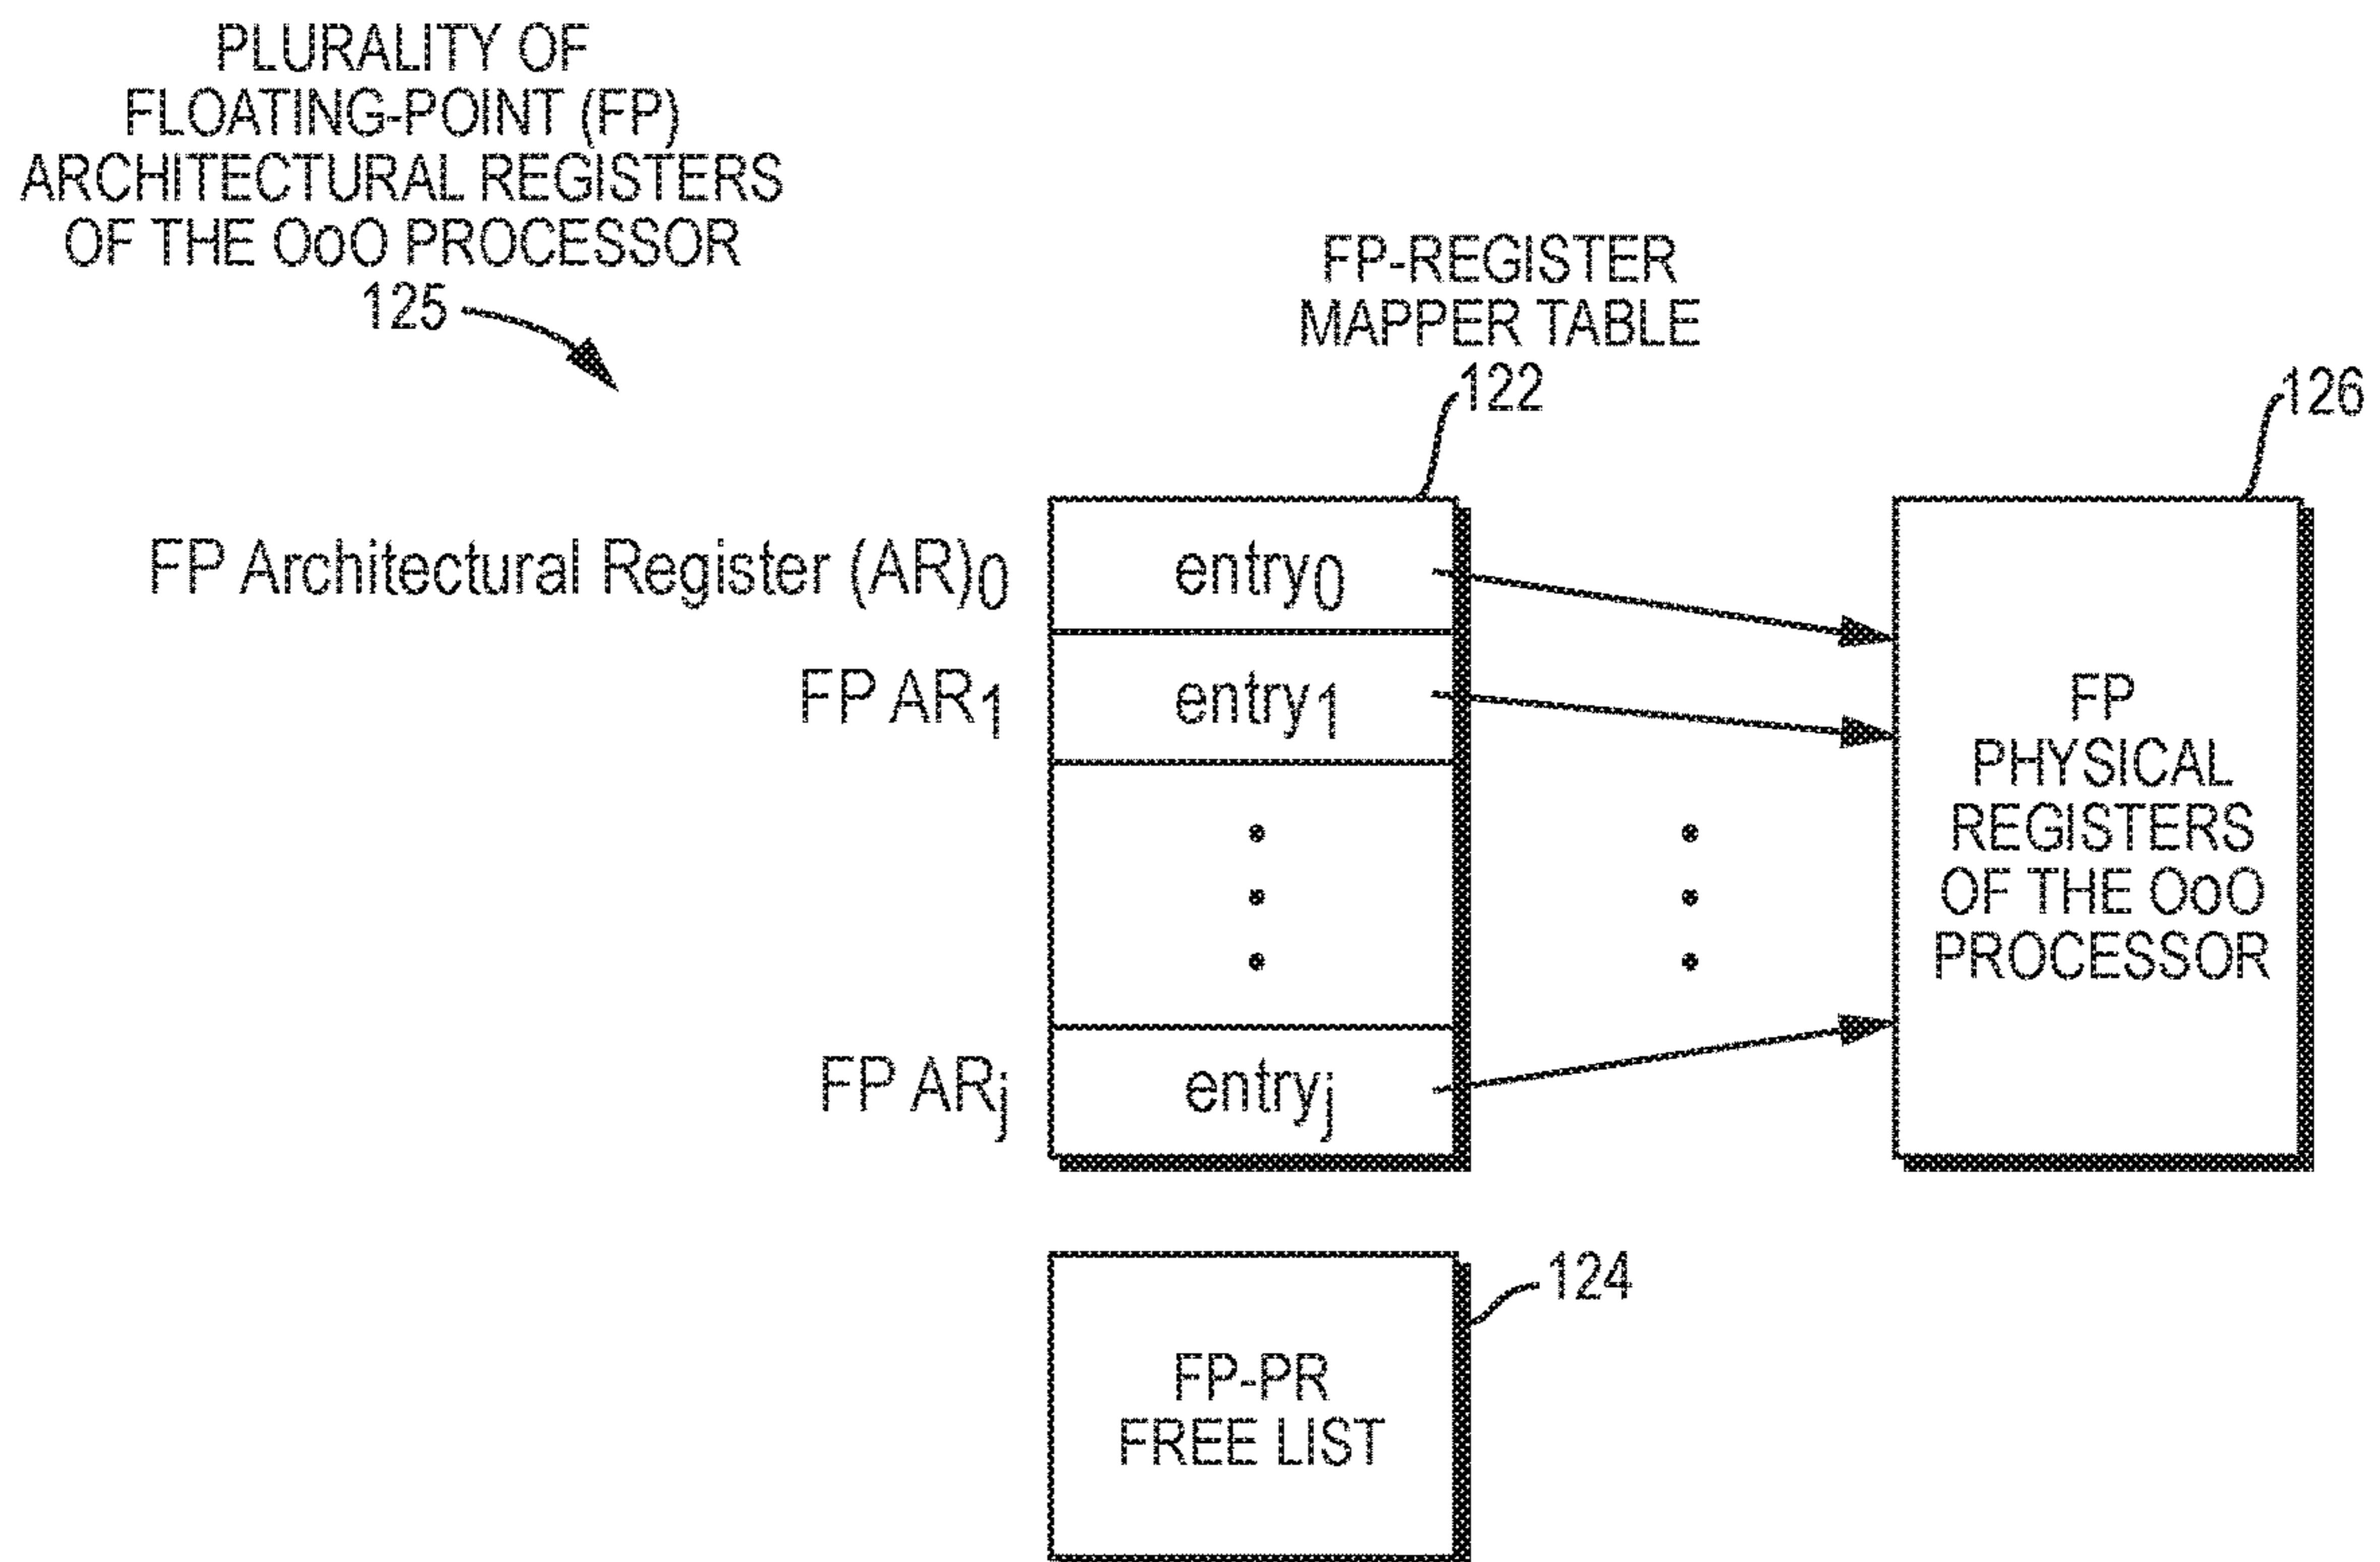 PLURALITY OF
FLOATING-POINT (FP)
ARCHITECTURAL REGISTERS
OF THE OoO PROCESSOR
125
FP-REGISTER
MAPPER TABLE
122
126
FP Architectural Register (AR)0
entry0
FP AR1
entry1
FP
PHYSICAL
REGISTERS
OF THE OoO
PROCESSOR
FP ARj
entryj
124
FP-PR
FREE LIST